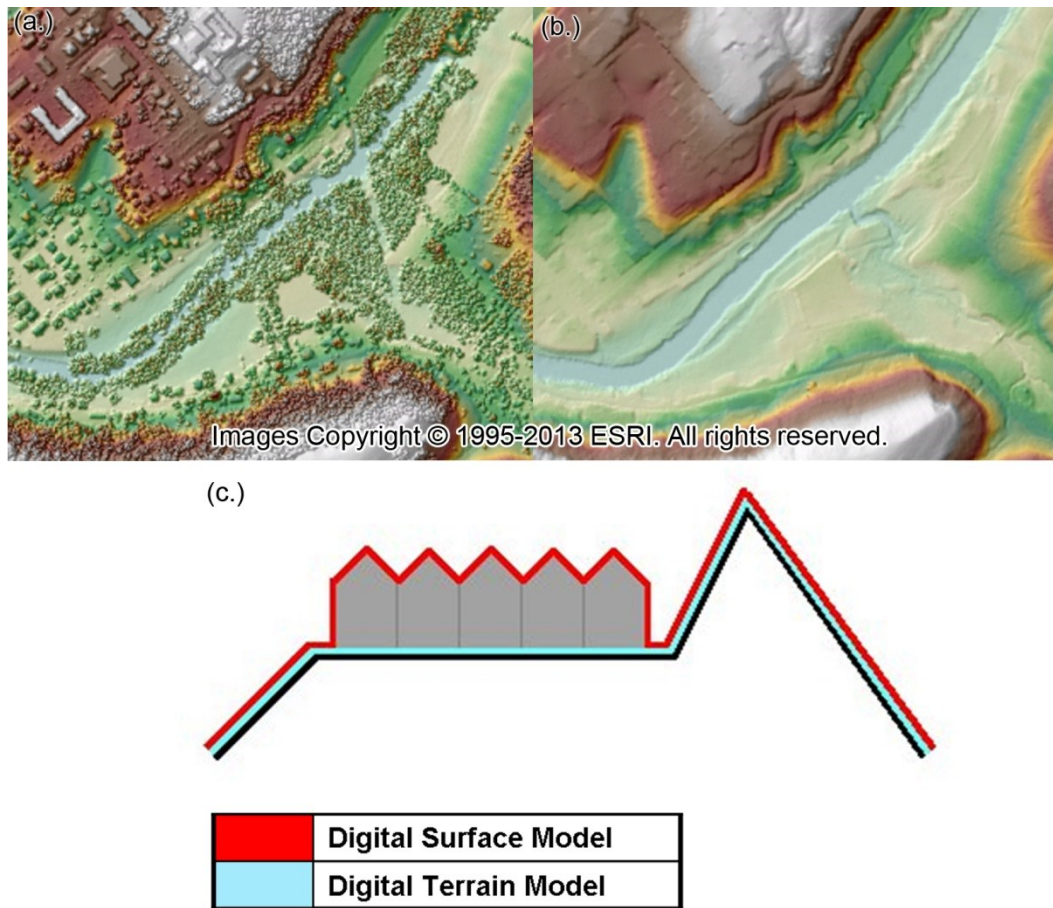 (a.)
(b.)
Images Copyright © 1995-2013 ESRI. All rights reserved.
(c.)
Digital Surface Model
Digital Terrain Model